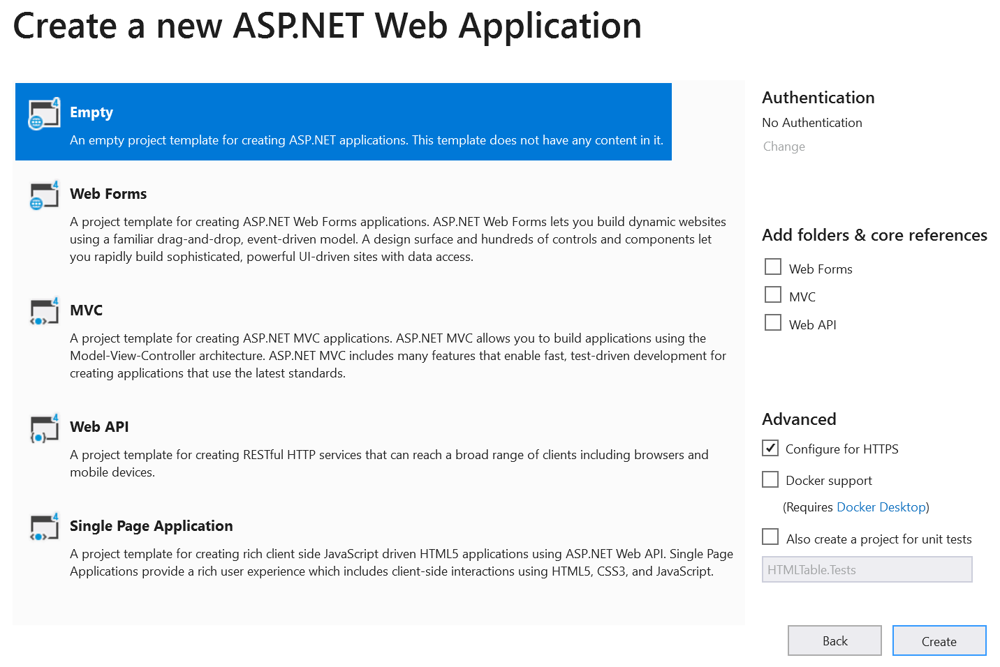 Create a new ASP.NET Web Application
4
Empty
An empty project template for creating ASP.NET applications. This template does not have any content in it.
4
Web Forms
A project template for creating ASP.NET Web Forms applications. ASP.NET Web Forms lets you build dynamic websites
using a familiar drag-and-drop, event-driven model. A design surface and hundreds of controls and components let
you rapidly build sophisticated, powerful UI-driven sites with data access.
4
MVC
A project template for creating ASP.NET MVC applications. ASP.NET MVC allows you to build applications using the
Model-View-Controller architecture. ASP.NET MVC includes many features that enable fast, test-driven development for
creating applications that use the latest standards.
4
Web API
A project template for creating RESTful HTTP services that can reach a broad range of clients including browsers and
mobile devices.
4
Single Page Application
A project template for creating rich client side JavaScript driven HTML5 applications using ASP.NET Web API. Single Page
Applications provide a rich user experience which includes client-side interactions using HTML5, CSS3, and JavaScript.
Authentication
No Authentication
Change
Add folders & core references
Web Forms
MVC
Web API
Advanced
Configure for HTTPS
Docker support
(Requires Docker Desktop)
Also create a project for unit tests
HTMLTable.Tests
Back
Create